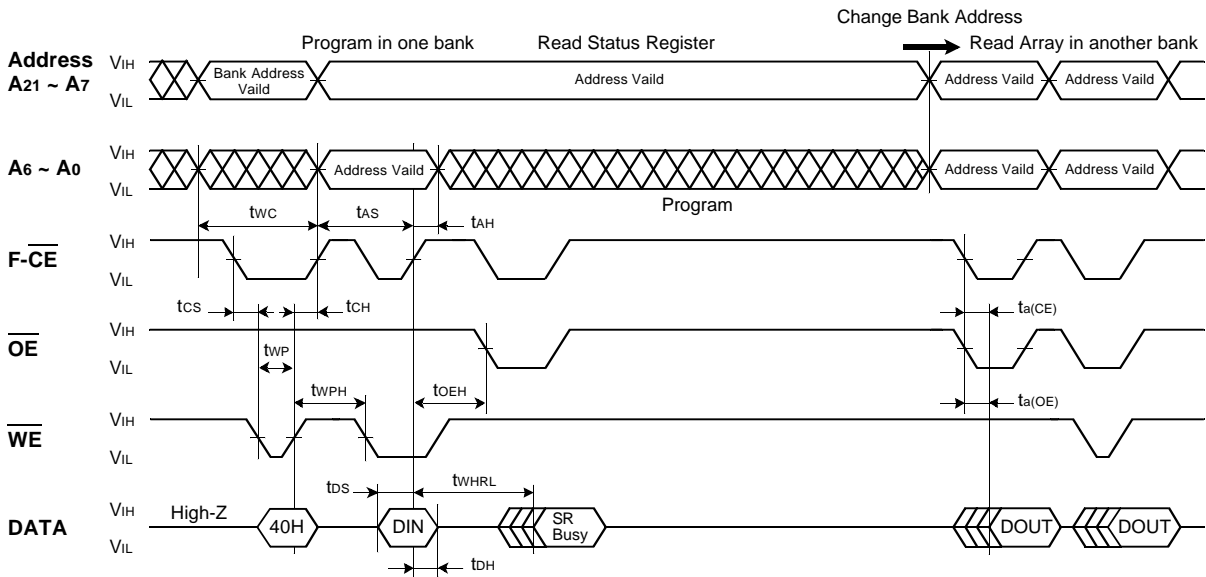 Change Bank Address
Program in one bank Read Status Register Read Array in another bank
Address
A21 ~ A7
VIH
VIL
Bank Address
Vaild
Address Vaild
Address Vaild
Address Vaild
A6 ~ A0
VIH
VIL
Address Vaild
Address Vaild
Address Vaild
Program
tWC
tAS
tAH
F-CE
VIH
VIL
tCS
tCH
ta(CE)
OE
VIH
VIL
tWP
tWPH
tOEH
ta(OE)
WE
VIH
VIL
tDS
tWHRL
DATA
VIH
VIL
High-Z
40H
DIN
SR
Busy
DOUT
DOUT
tDH